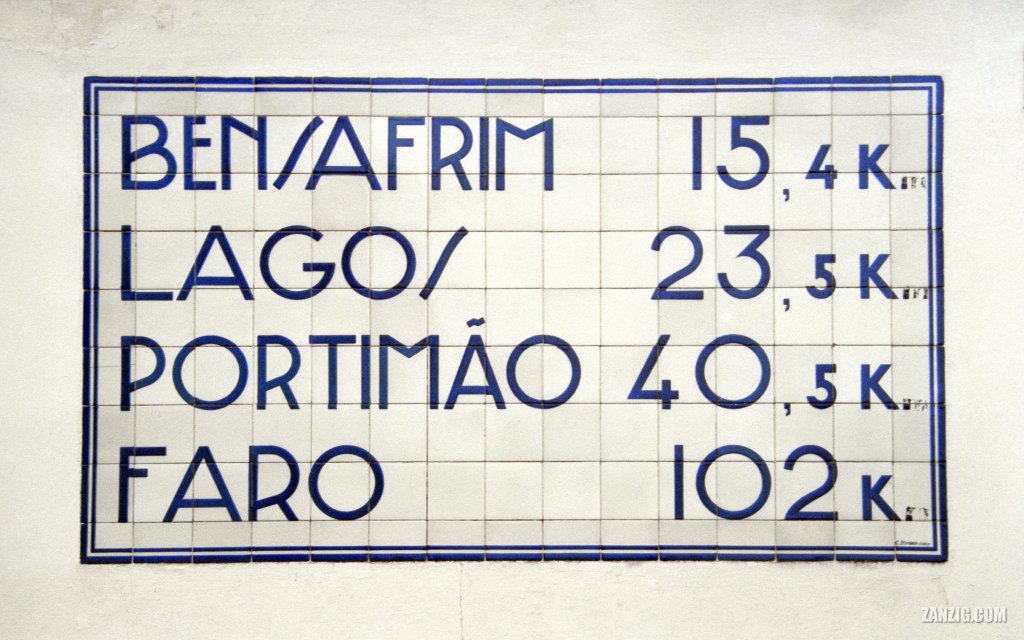 BENSAFRIM 15,4 Km
LAGOS 23,5 Km
PORTIMÃO 40,5 Km
FARO 102 Km
ZANZIG.COM